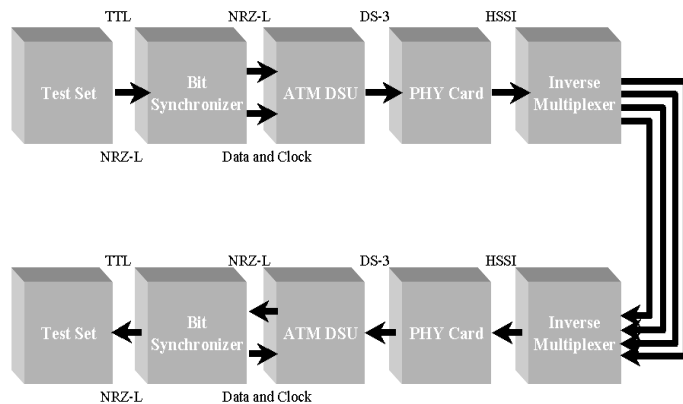 TTL
NRZ-L
DS-3
HSSI
Test Set
Bit
Synchronizer
ATM DSU
PHY Card
Inverse
Multiplexer
NRZ-L
Data and Clock
TTL
NRZ-L
DS-3
HSSI
Test Set
Bit
Synchronizer
ATM DSU
PHY Card
Inverse
Multiplexer
NRZ-L
Data and Clock